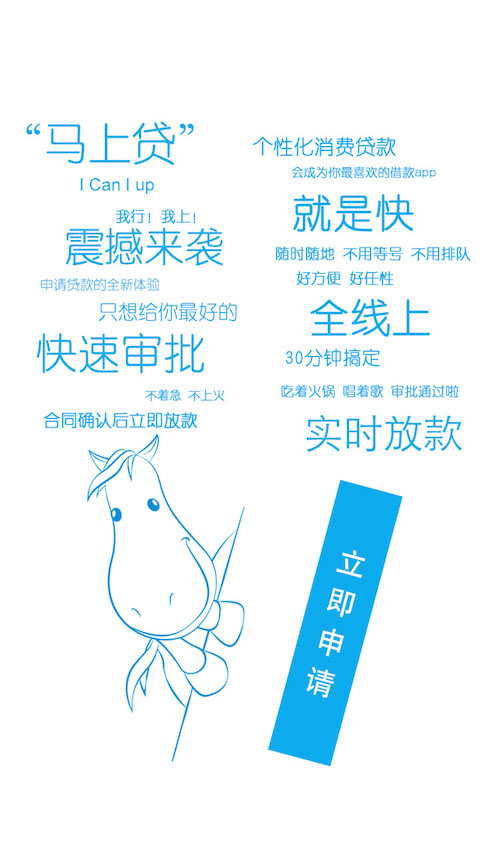 “马上贷”
I Can I up
我行！我上！
震撼来袭
申请贷款的全新体验
只想给你最好的
快速审批
不着急 不上火
合同确认后立即放款
个性化消费贷款
会成为你最喜欢的借款app
就是快
随时随地 不用等号 不用排队
好方便 好任性
全线上
30分钟搞定
吃着火锅 唱着歌 审批通过啦
实时放款
立即申请